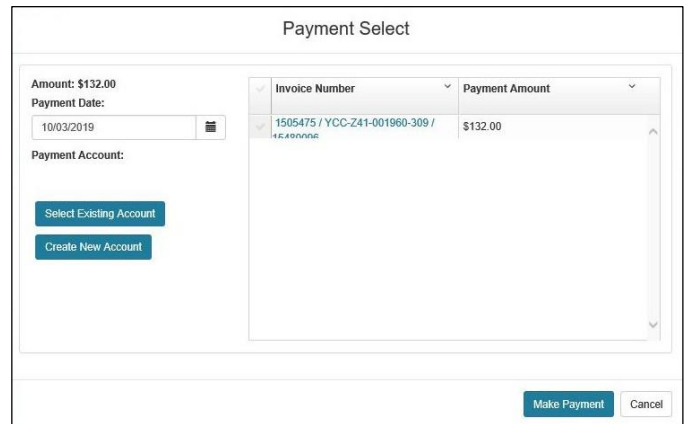 Payment Select
Amount: $132.00
Payment Date:
10/03/2019
Payment Account:
Select Existing Account
Create New Account
Invoice Number
Payment Amount
1505475 / YCC-Z41-001960-309 /
15480096
$132.00
Make Payment
Cancel